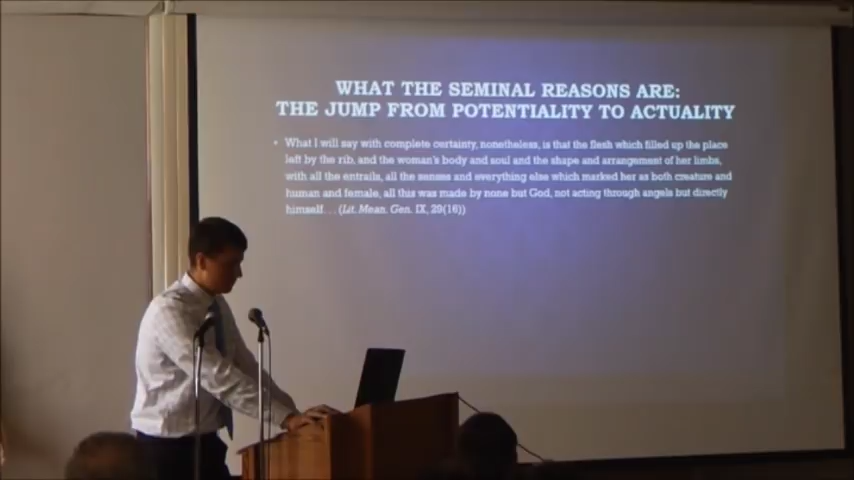 WHAT THE SEMINAL REASONS ARE:
THE JUMP FROM POTENTIALITY TO ACTUALITY
• What I will say with complete certainty, nonetheless, is that the flesh which filled up the place
left by the rib, and the woman's body and soul and the shape and arrangement of her limbs,
with all the entrails, all the senses and everything else which marked her as both creature and
human and female, all this was made by none but God, not acting through angels but directly
himself. . . (Lit. Mean. Gen. IX, 29(16))